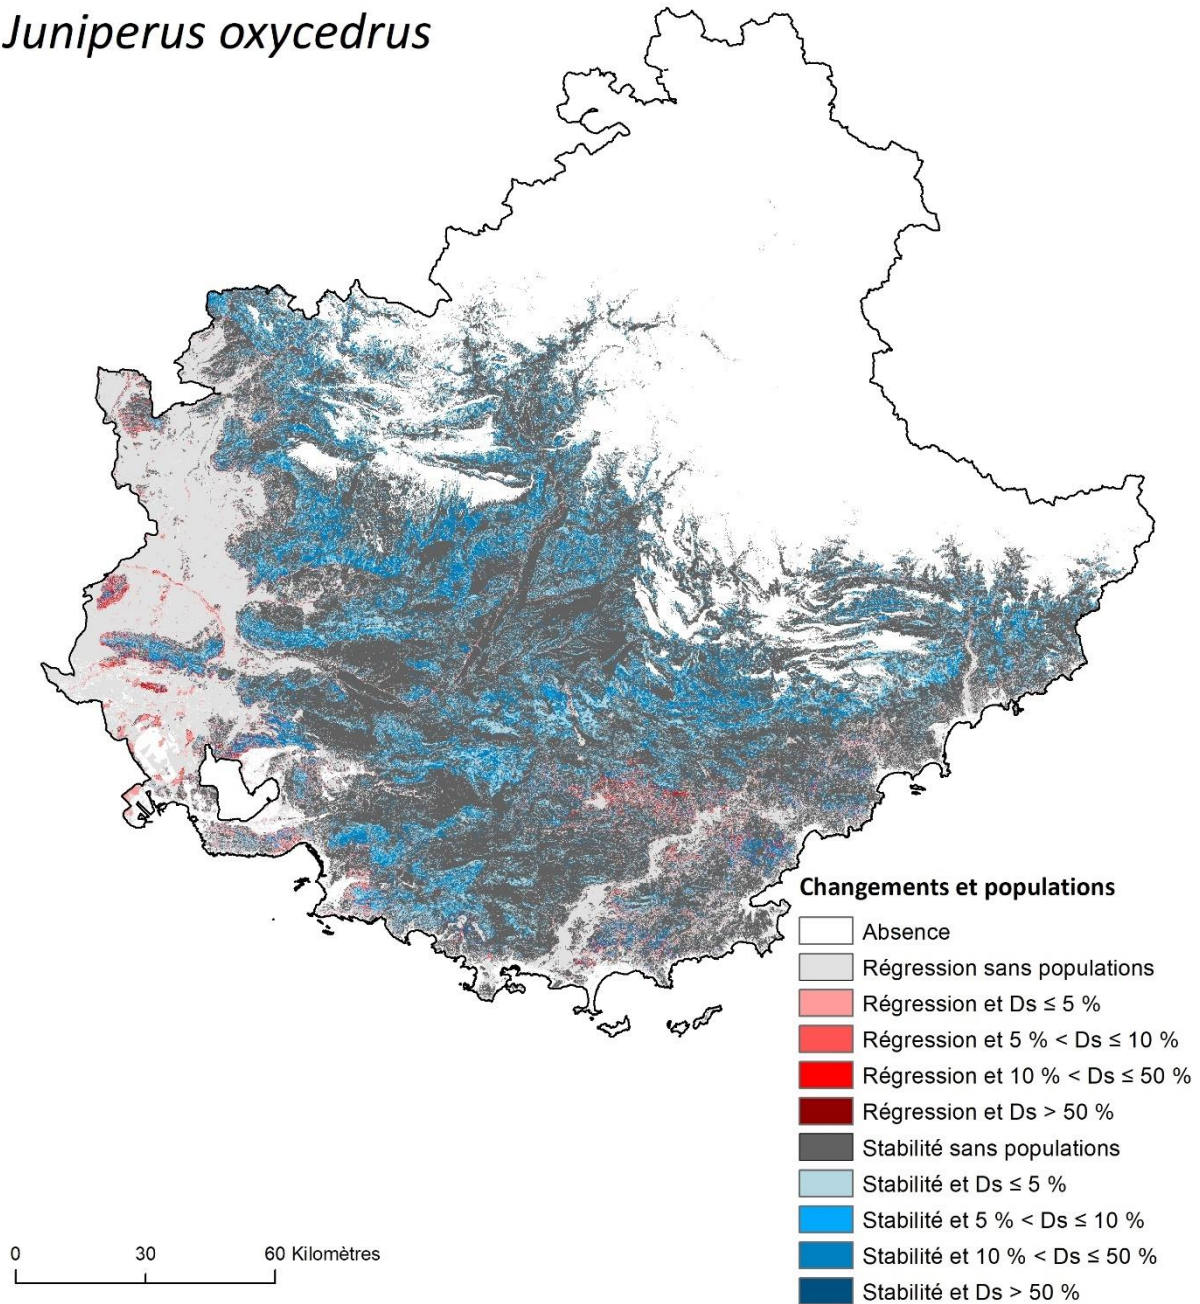 Juniperus oxycedrus
Changements et populations
Absence
Régression sans populations
Régression et Ds ≤ 5 %
Régression et 5 % < Ds ≤ 10 %
Régression et 10 % < Ds ≤ 50 %
Régression et Ds > 50 %
Stabilité sans populations
Stabilité et Ds ≤ 5 %
Stabilité et 5 % < Ds ≤ 10 %
Stabilité et 10 % < Ds ≤ 50 %
Stabilité et Ds > 50 %
0 30 60 Kilomètres